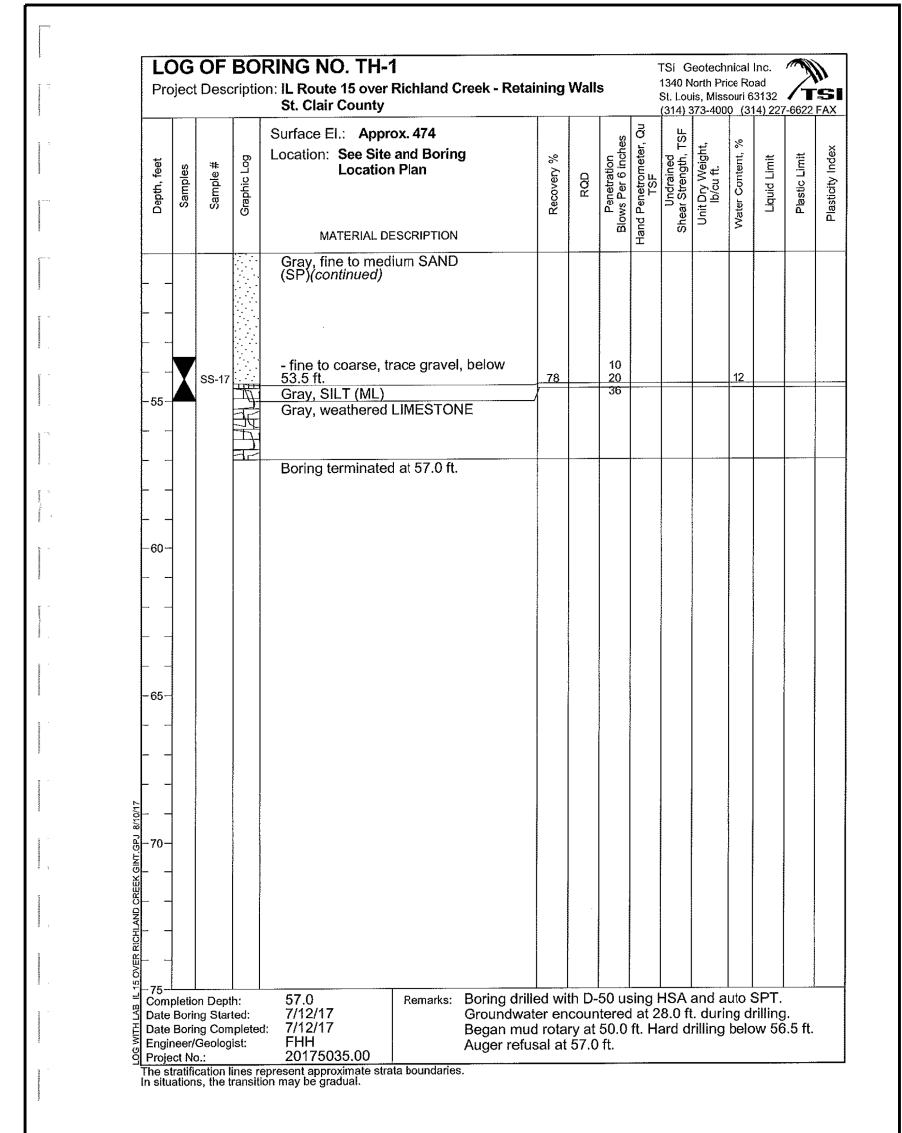 LOG OF BORING NO. TH-1
Project Description: IL Route 15 over Richland Creek - Retaining Walls
St. Clair County
TSi Geotechnical Inc.
1340 North Price Road
St. Louis, Missouri 63132
(314) 373-4000 (314) 227-6622 FAX
TSI
Depth, feet
Samples
Sample #
Graphic Log
Surface El.: Approx. 474
Location: See Site and Boring
Location Plan
MATERIAL DESCRIPTION
Recovery %
RQD
Penetration
Blows Per 6 inches
Hand Penetrometer, Qu
TSF
Undrained
Shear Strength, TSF
Unit Dry Weight,
lb/cu ft.
Water Content, %
Liquid Limit
Plastic Limit
Plasticity Index
Gray, fine to medium SAND
(SP)(continued)
- fine to coarse, trace gravel, below
53.5 ft.
SS-17
78
10
20
36
12
Gray, SILT (ML)
55
Gray, weathered LIMESTONE
Boring terminated at 57.0 ft.
60
65
70
75
LOG WITH LAB IL 15 OVER RICHLAND CREEK GINT.GPJ 8/10/17
Completion Depth: 57.0
Date Boring Started: 7/12/17
Date Boring Completed: 7/12/17
Engineer/Geologist: FHH
Project No.: 20175035.00
Remarks: Boring drilled with D-50 using HSA and auto SPT.
Groundwater encountered at 28.0 ft. during drilling.
Began mud rotary at 50.0 ft. Hard drilling below 56.5 ft.
Auger refusal at 57.0 ft.
The stratification lines represent approximate strata boundaries.
In situations, the transition may be gradual.